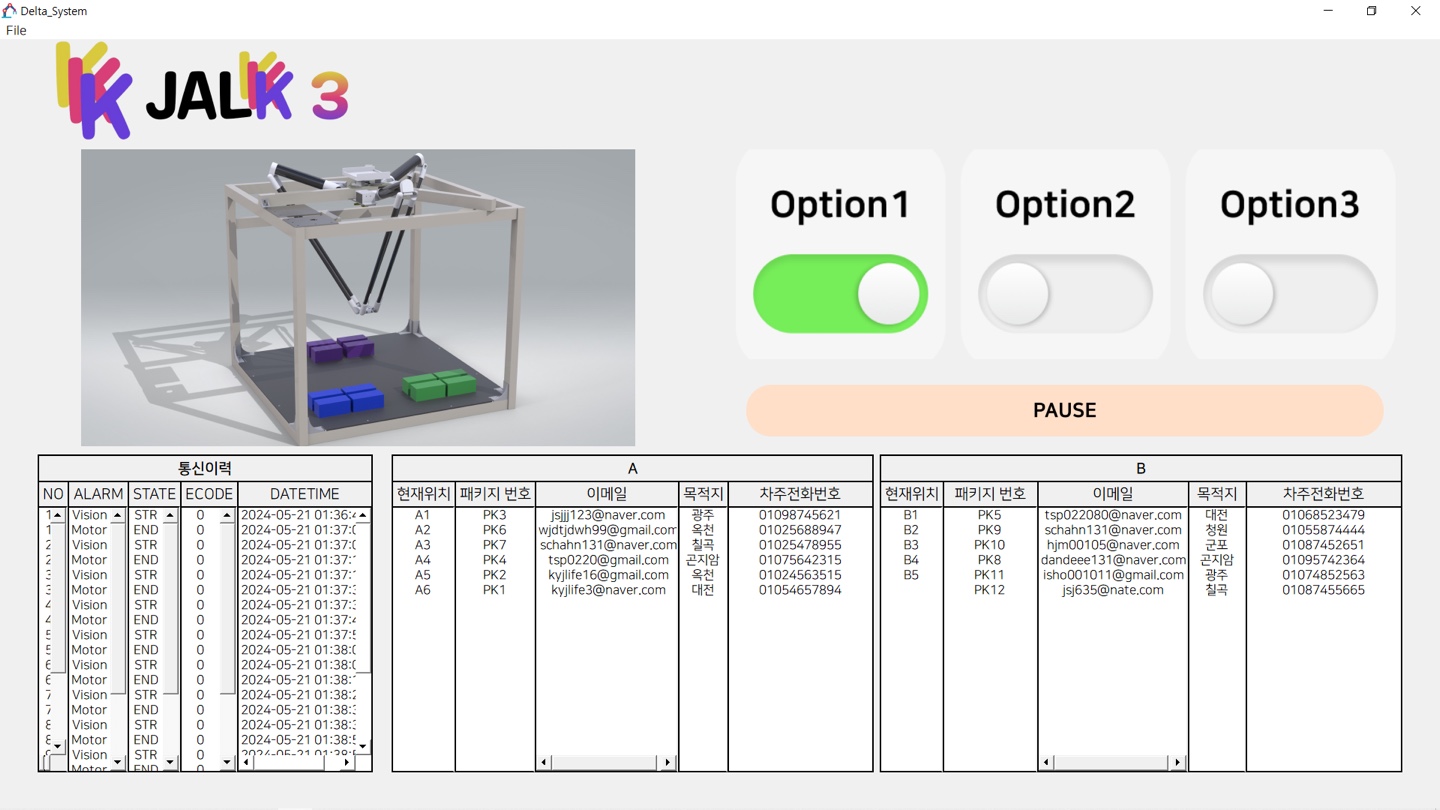 Delta_System
File
K JALK 3
Option1 Option2 Option3
PAUSE
통신이력
NO ALARM STATE ECODE DATETIME
1 Vision STR 0 2024-05-21 01:36:4
1 Motor END 0 2024-05-21 01:37:0
2 Vision STR 0 2024-05-21 01:37:0
2 Motor END 0 2024-05-21 01:37:1
3 Vision STR 0 2024-05-21 01:37:1
3 Motor END 0 2024-05-21 01:37:3
4 Vision STR 0 2024-05-21 01:37:3
4 Motor END 0 2024-05-21 01:37:4
5 Vision STR 0 2024-05-21 01:37:5
5 Motor END 0 2024-05-21 01:38:0
6 Vision STR 0 2024-05-21 01:38:0
6 Motor END 0 2024-05-21 01:38:1
7 Vision STR 0 2024-05-21 01:38:2
7 Motor END 0 2024-05-21 01:38:3
8 Vision STR 0 2024-05-21 01:38:3
8 Motor END 0 2024-05-21 01:38:5
Vision STR 0
Motor END 0
A
현재위치 패키지 번호 이메일 목적지 차주전화번호
A1 PK3 jsjjj123@naver.com 광주 01098745621
A2 PK6 wjdtjdwh99@gmail.com 옥천 01025688947
A3 PK7 schahn131@naver.com 칠곡 01025478955
A4 PK4 tsp0220@gmail.com 곤지암 01075642315
A5 PK2 kyjlife16@gmail.com 옥천 01024563515
A6 PK1 kyjlife3@naver.com 대전 01054657894
B
현재위치 패키지 번호 이메일 목적지 차주전화번호
B1 PK5 tsp022080@naver.com 대전 01068523479
B2 PK9 schahn131@naver.com 청원 01055874444
B3 PK10 hjm00105@naver.com 군포 01087452651
B4 PK8 dandeee131@naver.com 곤지암 01095742364
B5 PK11 isho001011@gmail.com 광주 01074852563
PK12 jsj635@nate.com 칠곡 01087455665